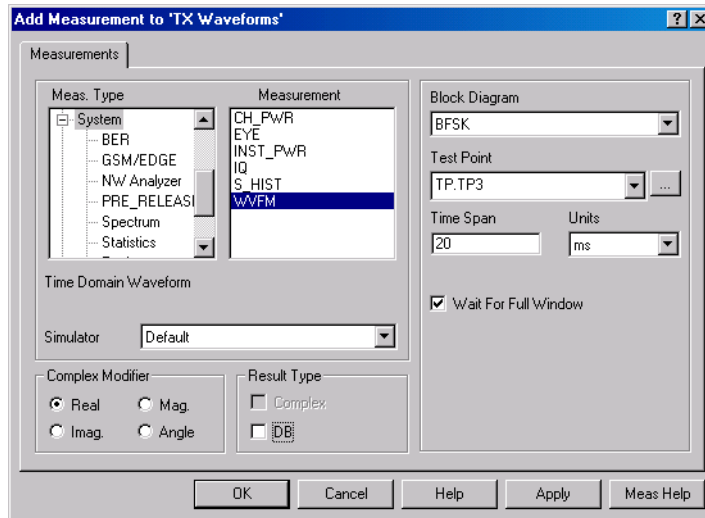 Add Measurement to 'TX Waveforms'
Measurements
Meas. Type
System
BER
GSM/EDGE
NW Analyzer
PRE_RELEASI
Spectrum
Statistics
Measurement
CH_PWR
EYE
INST_PWR
IQ
S_HIST
WVFM
Time Domain Waveform
Simulator Default
Complex Modifier
Real Mag.
Imag. Angle
Result Type
Complex
DB
Block Diagram
BFSK
Test Point
TP.TP3 ...
Time Span Units
20 ms
Wait For Full Window
OK Cancel Help Apply Meas Help